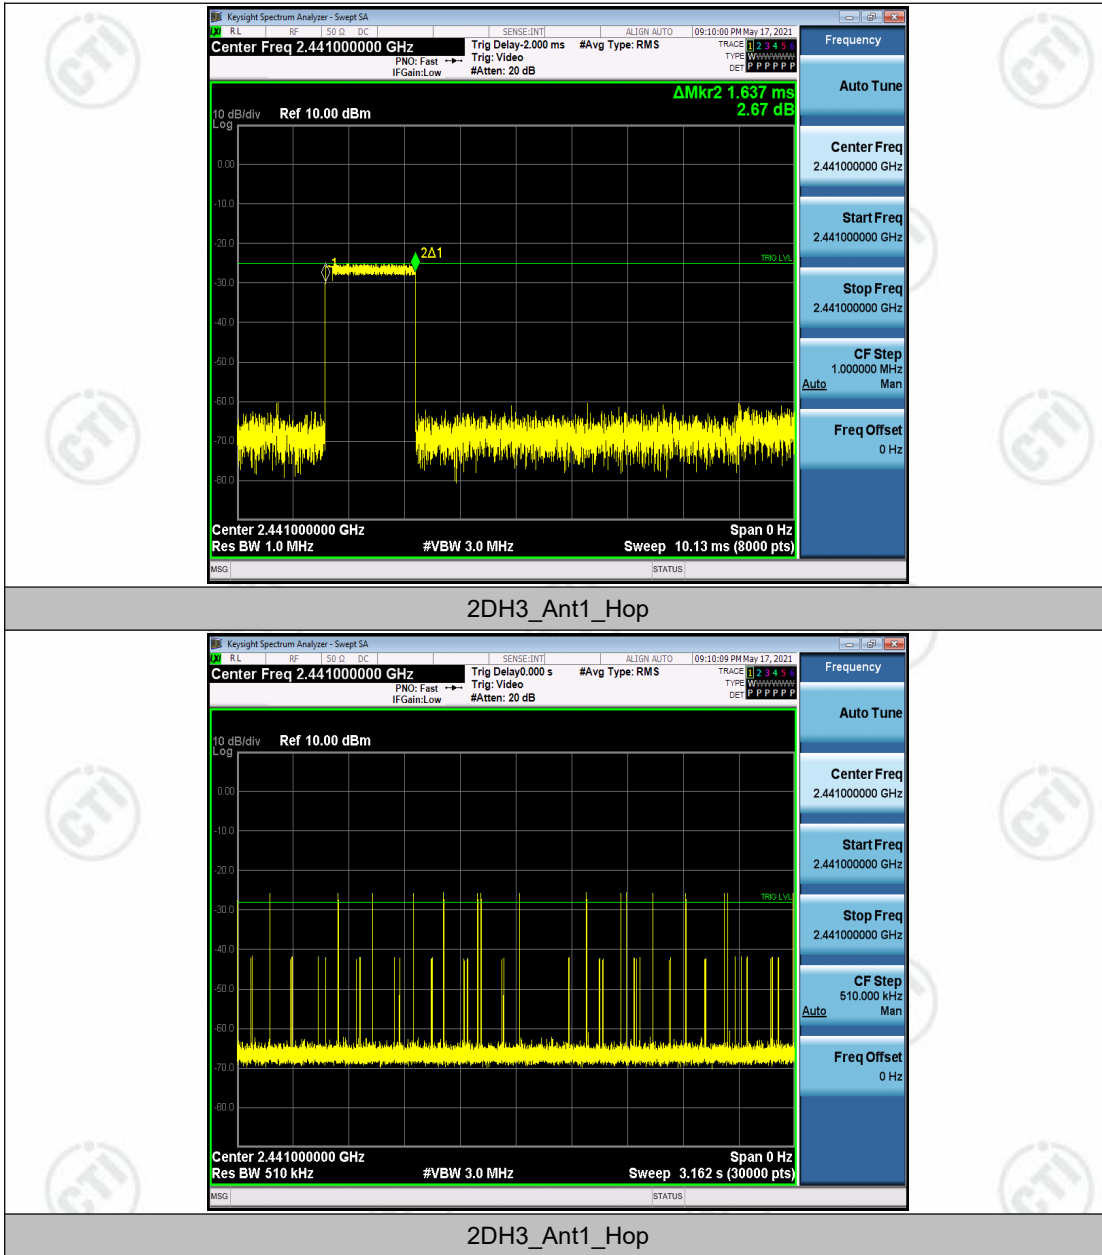 Keysight Spectrum Analyzer - Swept SA
LXI RL RF 50 Ω DC SENSE:INT ALIGN AUTO 09:10:00 PM May 17, 2021
Center Freq 2.441000000 GHz
PNO: Fast
IFGain:Low
Trig Delay-2.000 ms
Trig: Video
#Atten: 20 dB
#Avg Type: RMS
TRACE 1 2 3 4 5 6
TYPE WWWWWW
DET P P P P P P
ΔMkr2 1.637 ms
2.67 dB
10 dB/div
Log
Ref 10.00 dBm
0.00
-10.0
-20.0
-30.0
-40.0
-50.0
-60.0
-70.0
-80.0
1
2Δ1
TRIG LVL
Center 2.441000000 GHz
Res BW 1.0 MHz
#VBW 3.0 MHz
Span 0 Hz
Sweep 10.13 ms (8000 pts)
MSG
STATUS
Frequency
Auto Tune
Center Freq
2.441000000 GHz
Start Freq
2.441000000 GHz
Stop Freq
2.441000000 GHz
CF Step
1.000000 MHz
Auto Man
Freq Offset
0 Hz
2DH3_Ant1_Hop
Keysight Spectrum Analyzer - Swept SA
LXI RL RF 50 Ω DC SENSE:INT ALIGN AUTO 09:10:09 PM May 17, 2021
Center Freq 2.441000000 GHz
PNO: Fast
IFGain:Low
Trig Delay0.000 s
Trig: Video
#Atten: 20 dB
#Avg Type: RMS
TRACE 1 2 3 4 5 6
TYPE WWWWWW
DET P P P P P P
10 dB/div
Log
Ref 10.00 dBm
0.00
-10.0
-20.0
-30.0
-40.0
-50.0
-60.0
-70.0
-80.0
TRIG LVL
Center 2.441000000 GHz
Res BW 510 kHz
#VBW 3.0 MHz
Span 0 Hz
Sweep 3.162 s (30000 pts)
MSG
STATUS
Frequency
Auto Tune
Center Freq
2.441000000 GHz
Start Freq
2.441000000 GHz
Stop Freq
2.441000000 GHz
CF Step
510.000 kHz
Auto Man
Freq Offset
0 Hz
2DH3_Ant1_Hop
CTI
CTI
CTI
CTI
CTI
CTI
CTI
CTI